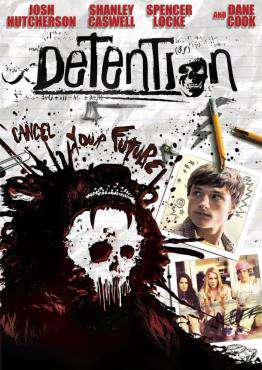 JOSH HUTCHERSON SHANLEY CASWELL SPENCER LOCKE AND DANE COOK
DETENTION
CANCEL YOUR FUTURE